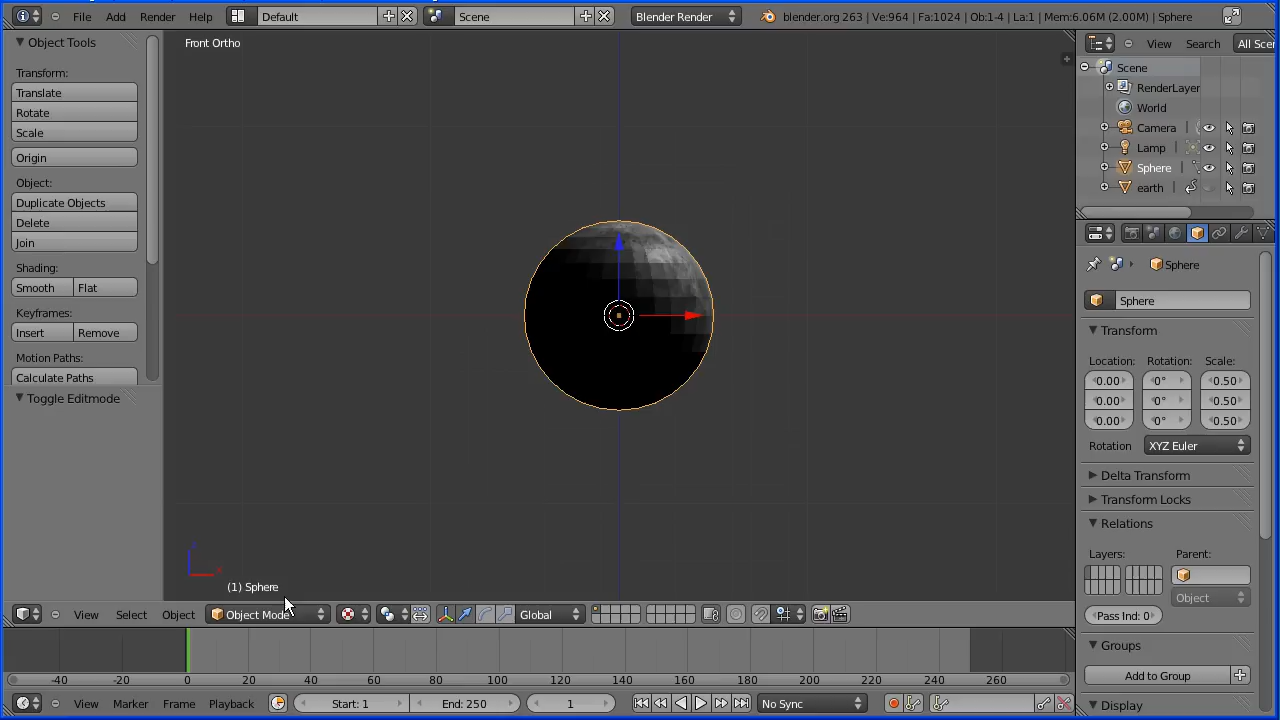 File Add Render Help Default Scene Blender Render blender.org 263 | Ve:964 | Fa:1024 | Ob:1-4 | La:1 | Mem:6.06M (2.00M) | Sphere
Object Tools
Transform:
Translate
Rotate
Scale
Origin
Object:
Duplicate Objects
Delete
Join
Shading:
Smooth Flat
Keyframes:
Insert Remove
Motion Paths:
Calculate Paths
Toggle Editmode
Front Ortho
(1) Sphere
View Select Object Object Mode Global
View Search All Scen
Scene
RenderLayer
World
Camera
Lamp
Sphere
earth
Sphere
Sphere
Transform
Location: Rotation: Scale:
0.00 0° 0.50
0.00 0° 0.50
0.00 0° 0.50
Rotation XYZ Euler
Delta Transform
Transform Locks
Relations
Layers: Parent:
Object
Pass Ind: 0
Groups
Add to Group
Display
-40 -20 0 20 40 60 80 100 120 140 160 180 200 220 240 260
View Marker Frame Playback Start: 1 End: 250 1 No Sync